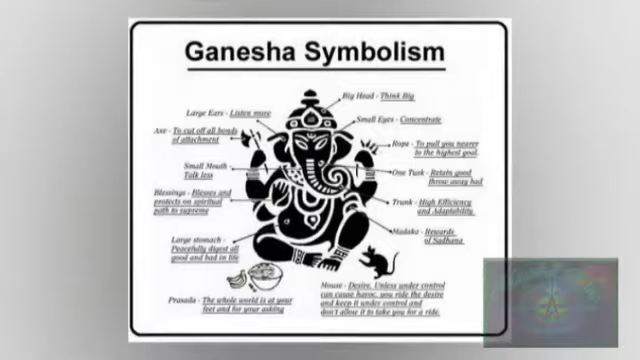 Ganesha Symbolism
Big Head - Think Big
Large Ears - Listen more
Small Eyes - Concentrate
Axe - To cut off all bonds
of attachment
Rope - To pull you nearer
to the highest goal.
Small Mouth -
Talk less
One Tusk - Retain good
throw away bad
Blessings - Blesses and
protects on spiritual
path to supreme
Trunk - High Efficiency
and Adaptability
Madaka - Rewards
of Sadhana
Large stomach -
Peacefully digest all
good and bad in life
Mouse - Desire. Unless under control
can cause havoc. you ride the desire
and keep it under control and
don't allow it to take you for a ride.
Prasada - The whole world is at your
feet and for your asking